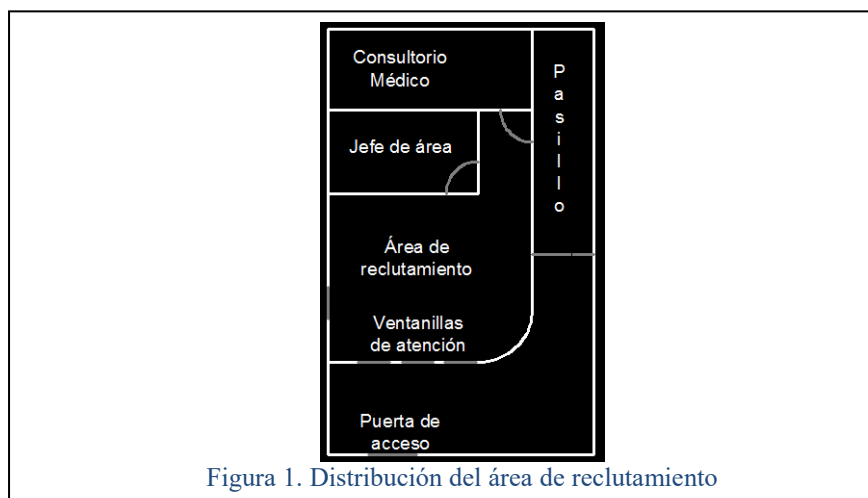 Consultorio
Médico
Pasillo
Jefe de área
Área de
reclutamiento
Ventanillas
de atención
Puerta de
acceso
Figura 1. Distribución del área de reclutamiento